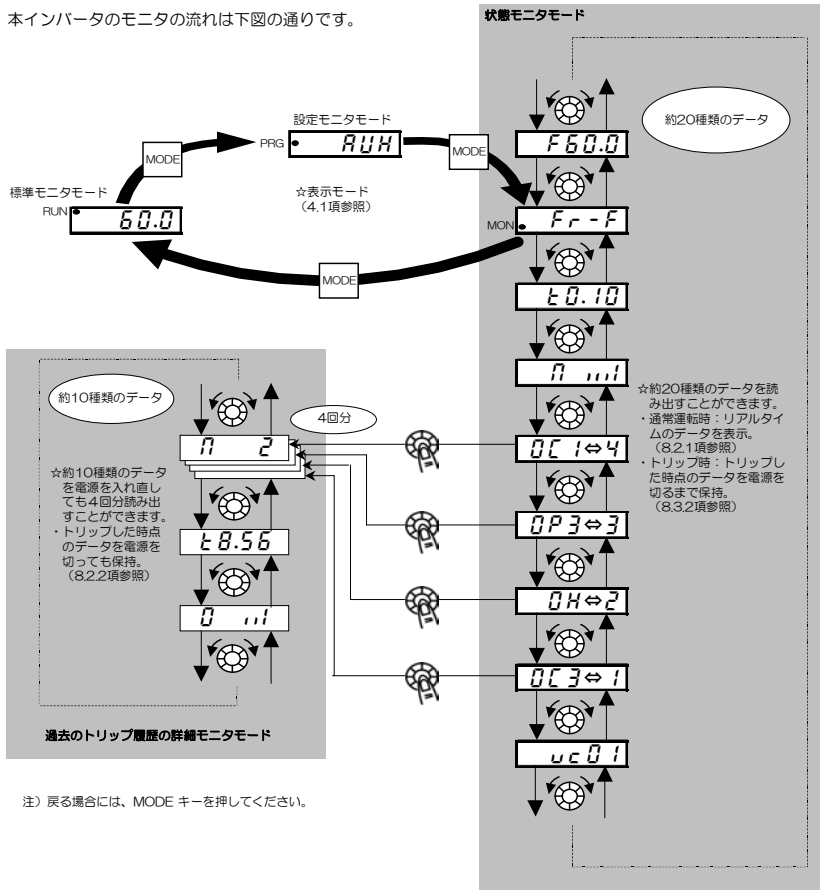 本インバータのモニタの流れは下図の通りです。
状態モニタモード
約20種類のデータ
設定モニタモード
PRG
AUH
MODE
MODE
標準モニタモード
RUN
60.0
☆表示モード
(4.1項参照)
MODE
F60.0
MON
Fr-F
t0.10
☆約20種類のデータを読
み出すことができます。
・通常運転時：リアルタイ
ムのデータを表示。
(8.2.1項参照)
・トリップ時：トリップし
た時点のデータを電源を
切るまで保持。
(8.3.2項参照)
OC1⇔4
OP3⇔3
OH⇔2
OC3⇔1
uc01
約10種類のデータ
4回分
n 2
☆約10種類のデータ
を電源を入れ直し
ても４回分読み出
すことができます。
・トリップした時点
のデータを電源を
切っても保持。
(8.2.2項参照)
t8.56
過去のトリップ履歴の詳細モニタモード
注）戻る場合には、MODE キーを押してください。